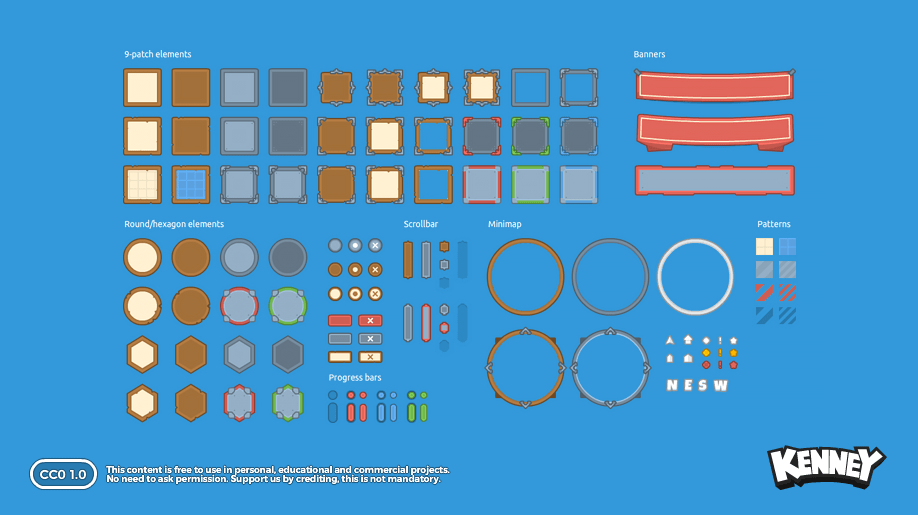 9-patch elements
Banners
Round/hexagon elements
Scrollbar
Minimap
Patterns
Progress bars
N E S W
CC0 1.0
This content is free to use in personal, educational and commercial projects.
No need to ask permission. Support us by crediting, this is not mandatory.
KENNEY